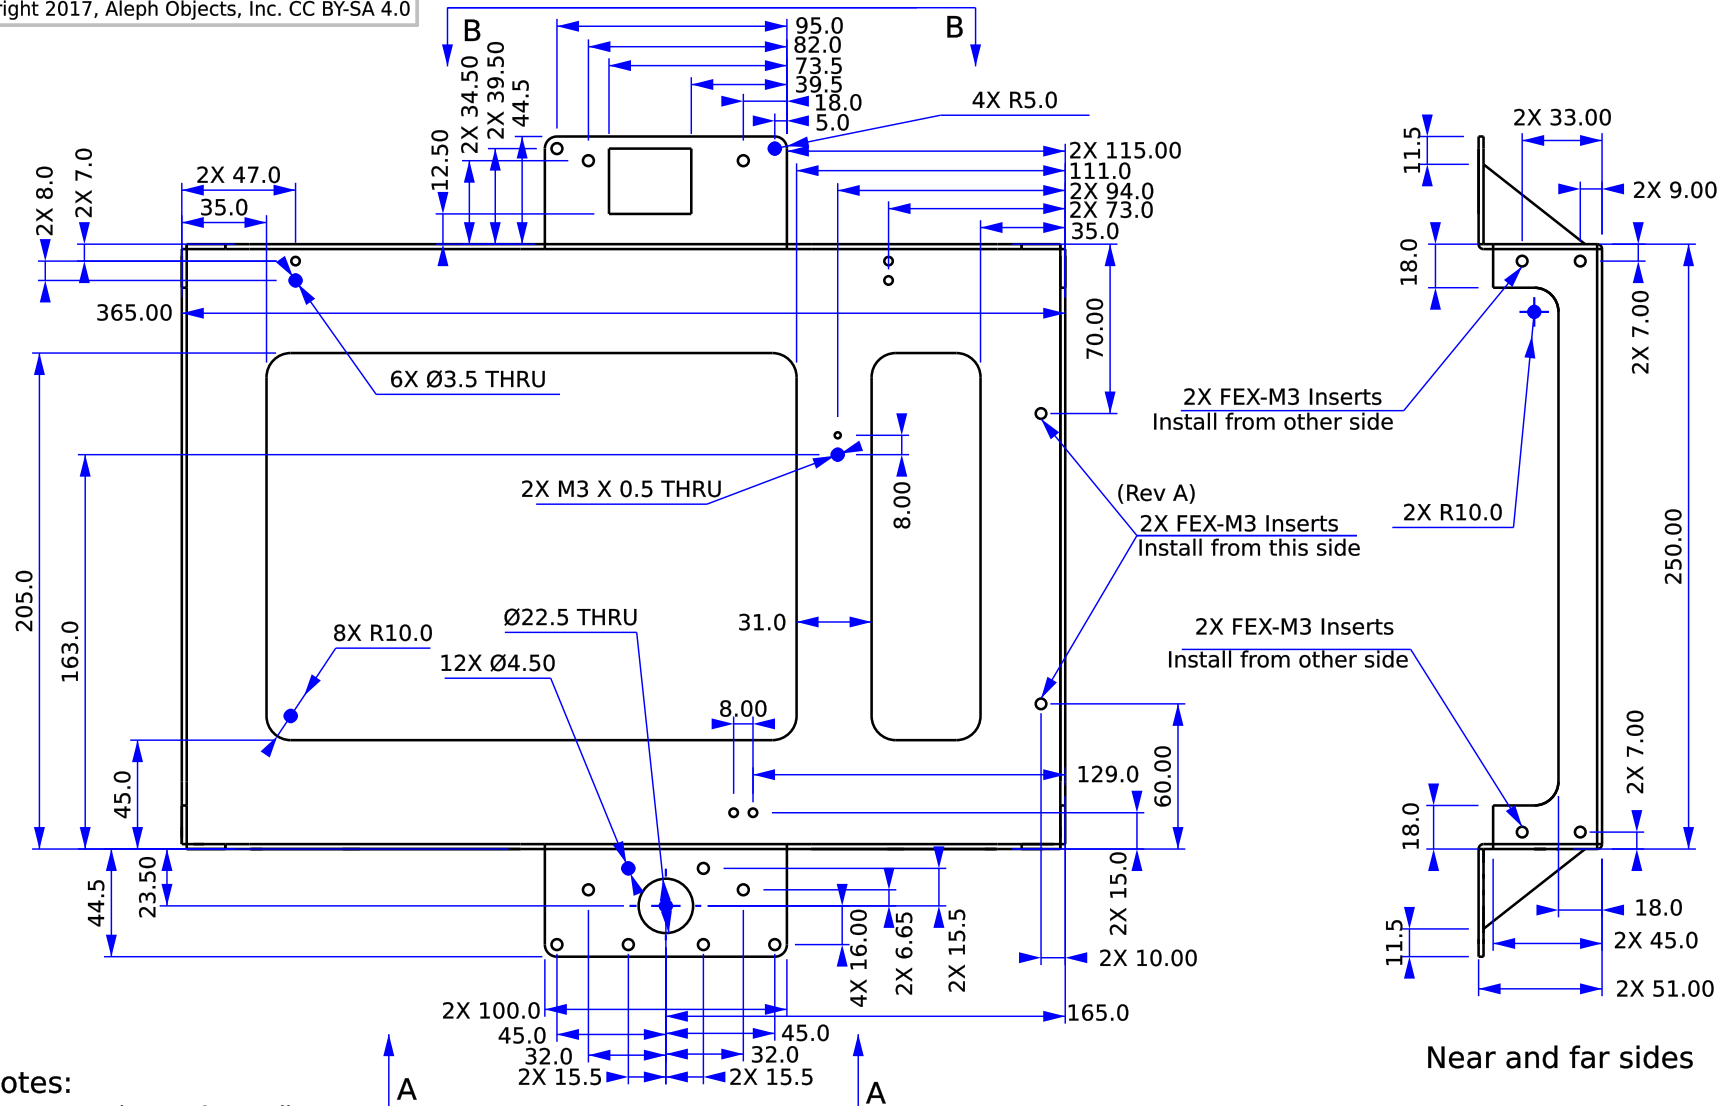 right 2017, Aleph Objects, Inc. CC BY-SA 4.0
B
B
95.0
82.0
73.5
39.5
18.0
5.0
4X R5.0
2X 34.50
2X 39.50
44.5
12.50
2X 115.00
111.0
2X 94.0
2X 73.0
35.0
2X 8.0
2X 7.0
2X 47.0
35.0
365.00
6X Ø3.5 THRU
70.00
2X M3 X 0.5 THRU
8.00
(Rev A)
2X FEX-M3 Inserts
Install from this side
205.0
163.0
8X R10.0
Ø22.5 THRU
12X Ø4.50
31.0
8.00
129.0
60.00
45.0
23.50
44.5
2X 15.0
4X 16.00
2X 6.65
2X 15.5
2X 10.00
2X 100.0
165.0
45.0
45.0
32.0
32.0
2X 15.5
2X 15.5
A
A
otes:
2X 33.00
11.5
2X 9.00
18.0
2X 7.00
2X FEX-M3 Inserts
Install from other side
2X R10.0
250.00
2X FEX-M3 Inserts
Install from other side
2X 7.00
18.0
18.0
11.5
2X 45.0
2X 51.00
Near and far sides